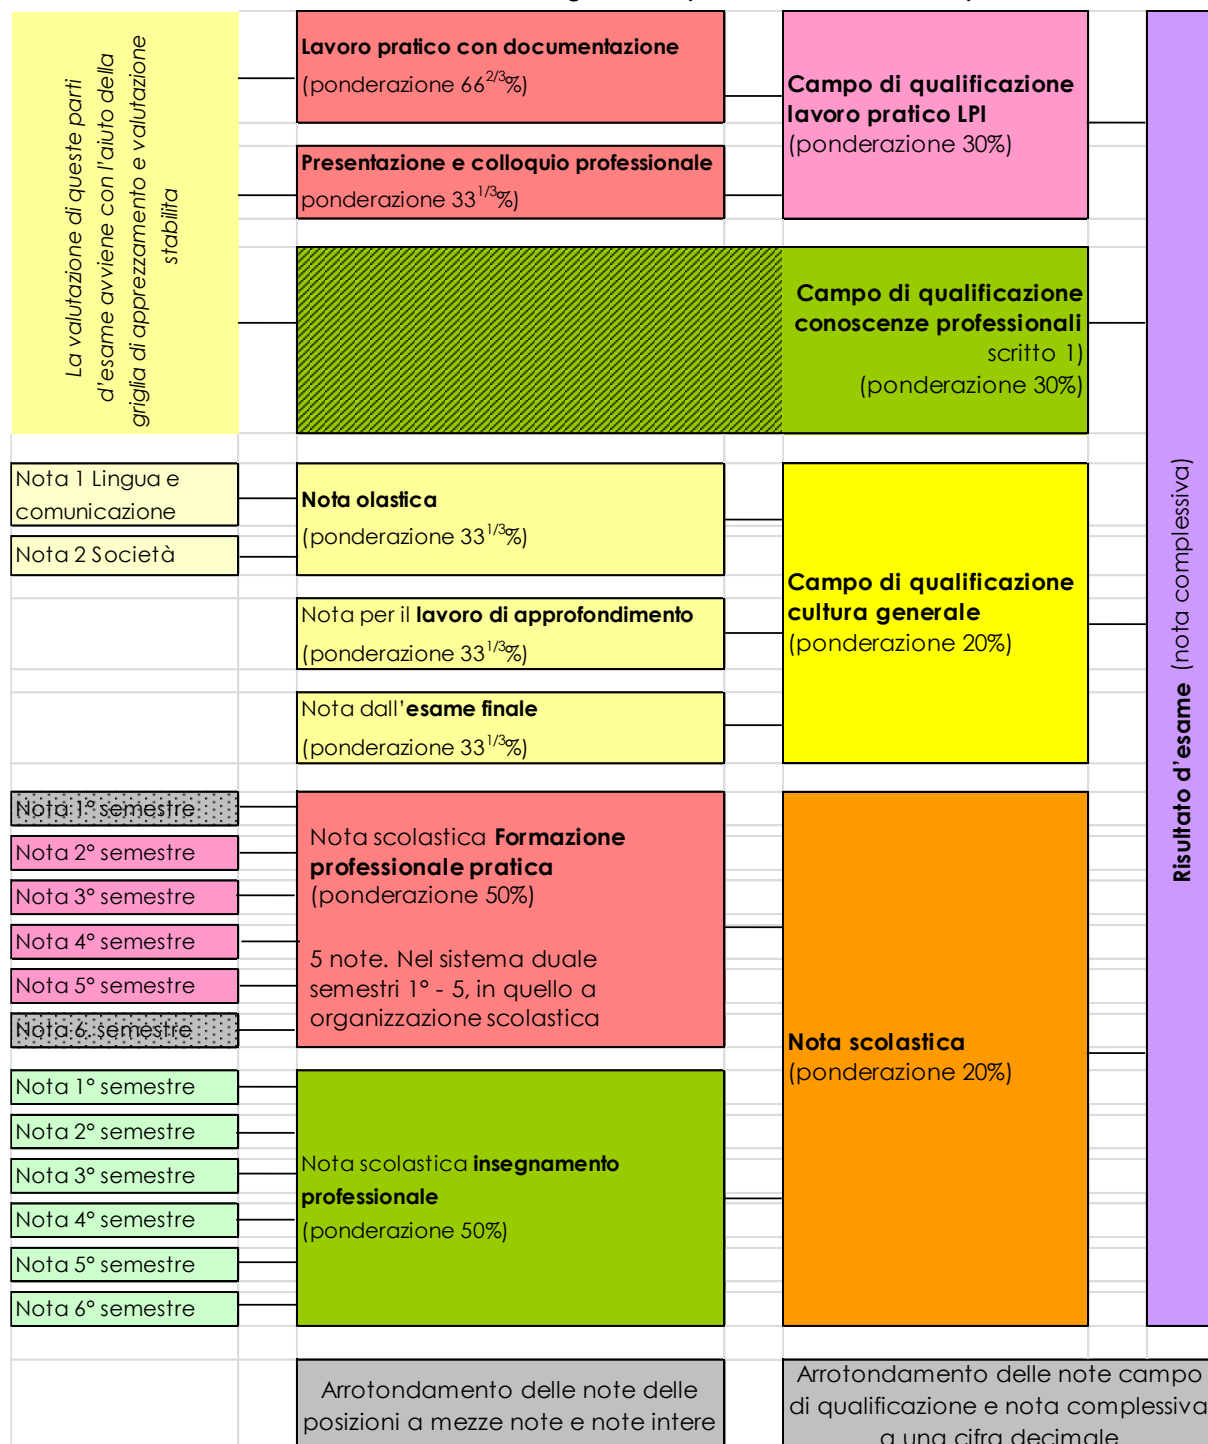 La valutazione di queste parti
d'esame avviene con l'aiuto della
griglia di apprezzamento e valutazione
stabilita
Lavoro pratico con documentazione
(ponderazione 66 2/3%)
Presentazione e colloquio professionale
ponderazione 33 1/3%)
Campo di qualificazione
lavoro pratico LPI
(ponderazione 30%)
Campo di qualificazione
conoscenze professionali
scritto 1)
(ponderazione 30%)
Nota 1 Lingua e
comunicazione
Nota 2 Società
Nota olastica
(ponderazione 33 1/3%)
Nota per il lavoro di approfondimento
(ponderazione 33 1/3%)
Nota dall'esame finale
(ponderazione 33 1/3%)
Campo di qualificazione
cultura generale
(ponderazione 20%)
Nota 1° semestre
Nota 2° semestre
Nota 3° semestre
Nota 4° semestre
Nota 5° semestre
Nota 6. semestre
Nota scolastica Formazione
professionale pratica
(ponderazione 50%)
5 note. Nel sistema duale
semestri 1° - 5, in quello a
organizzazione scolastica
Nota 1° semestre
Nota 2° semestre
Nota 3° semestre
Nota 4° semestre
Nota 5° semestre
Nota 6° semestre
Nota scolastica insegnamento
professionale
(ponderazione 50%)
Nota scolastica
(ponderazione 20%)
Risultato d'esame (nota complessiva)
Arrotondamento delle note delle
posizioni a mezze note e note intere
Arrotondamento delle note campo
di qualificazione e nota complessiva
a una cifra decimale